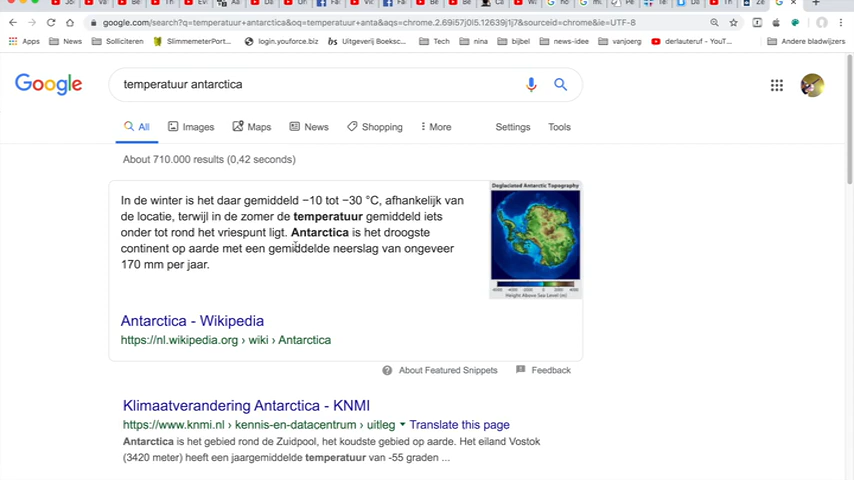 google.com/search?q=temperatuur+antarctica&oq=temperatuur+anta&aqs=chrome.2.69i57j0l5.12639j1j7&sourceid=chrome&ie=UTF-8
Apps News Solliciteren SlimmemeterPort... login.youforce.biz Uitgeverij Boeksc... Tech nina bijbel news-idee vanjoerg derlauteruf - YouT... Andere bladwijzers
Google temperatuur antarctica
All Images Maps News Shopping More Settings Tools
About 710.000 results (0,42 seconds)
In de winter is het daar gemiddeld −10 tot −30 °C, afhankelijk van
de locatie, terwijl in de zomer de temperatuur gemiddeld iets
onder tot rond het vriespunt ligt. Antarctica is het droogste
continent op aarde met een gemiddelde neerslag van ongeveer
170 mm per jaar.
Deglaciated Antarctic Topography
Height Above Sea Level (m)
Antarctica - Wikipedia
https://nl.wikipedia.org › wiki › Antarctica
About Featured Snippets Feedback
Klimaatverandering Antarctica - KNMI
https://www.knmi.nl › kennis-en-datacentrum › uitleg Translate this page
Antarctica is het gebied rond de Zuidpool, het koudste gebied op aarde. Het eiland Vostok
(3420 meter) heeft een jaargemiddelde temperatuur van -55 graden ...